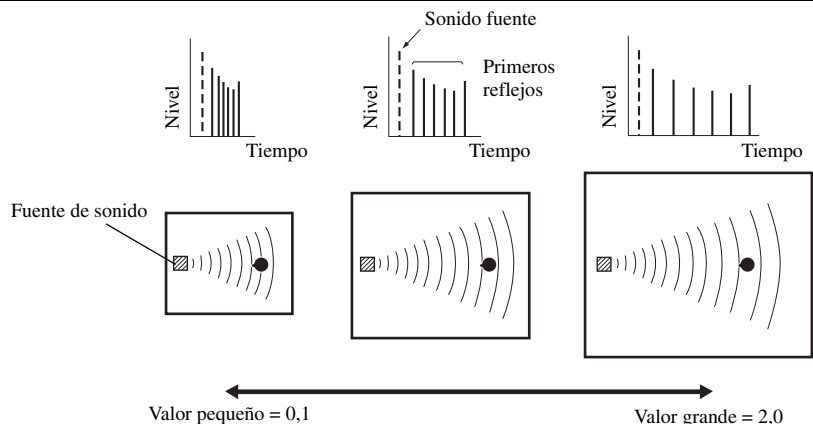 Sonido fuente
Primeros
reflejos
Nivel
Tiempo
Nivel
Tiempo
Nivel
Tiempo
Fuente de sonido
Valor pequeño = 0,1
Valor grande = 2,0